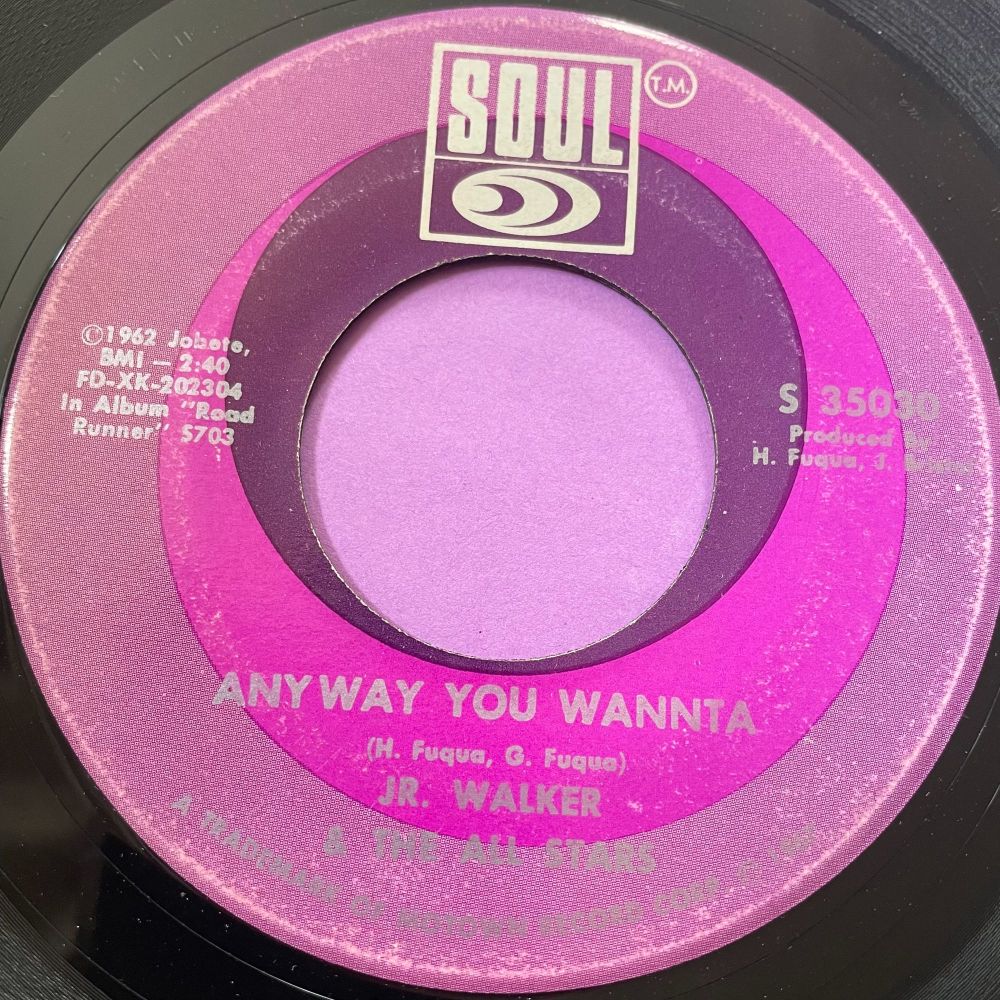 SOUL
T.M.
©1962 Jobete,
BMI — 2:40
FD-XK-202304
In Album "Road
Runner" S703
S 35030
Produced By
H. Fuqua, J.
ANYWAY YOU WANNTA
(H. Fuqua, G. Fuqua)
JR. WALKER
& THE ALL STARS
A TRADEMARK OF MOTOWN RECORD CORP. ©